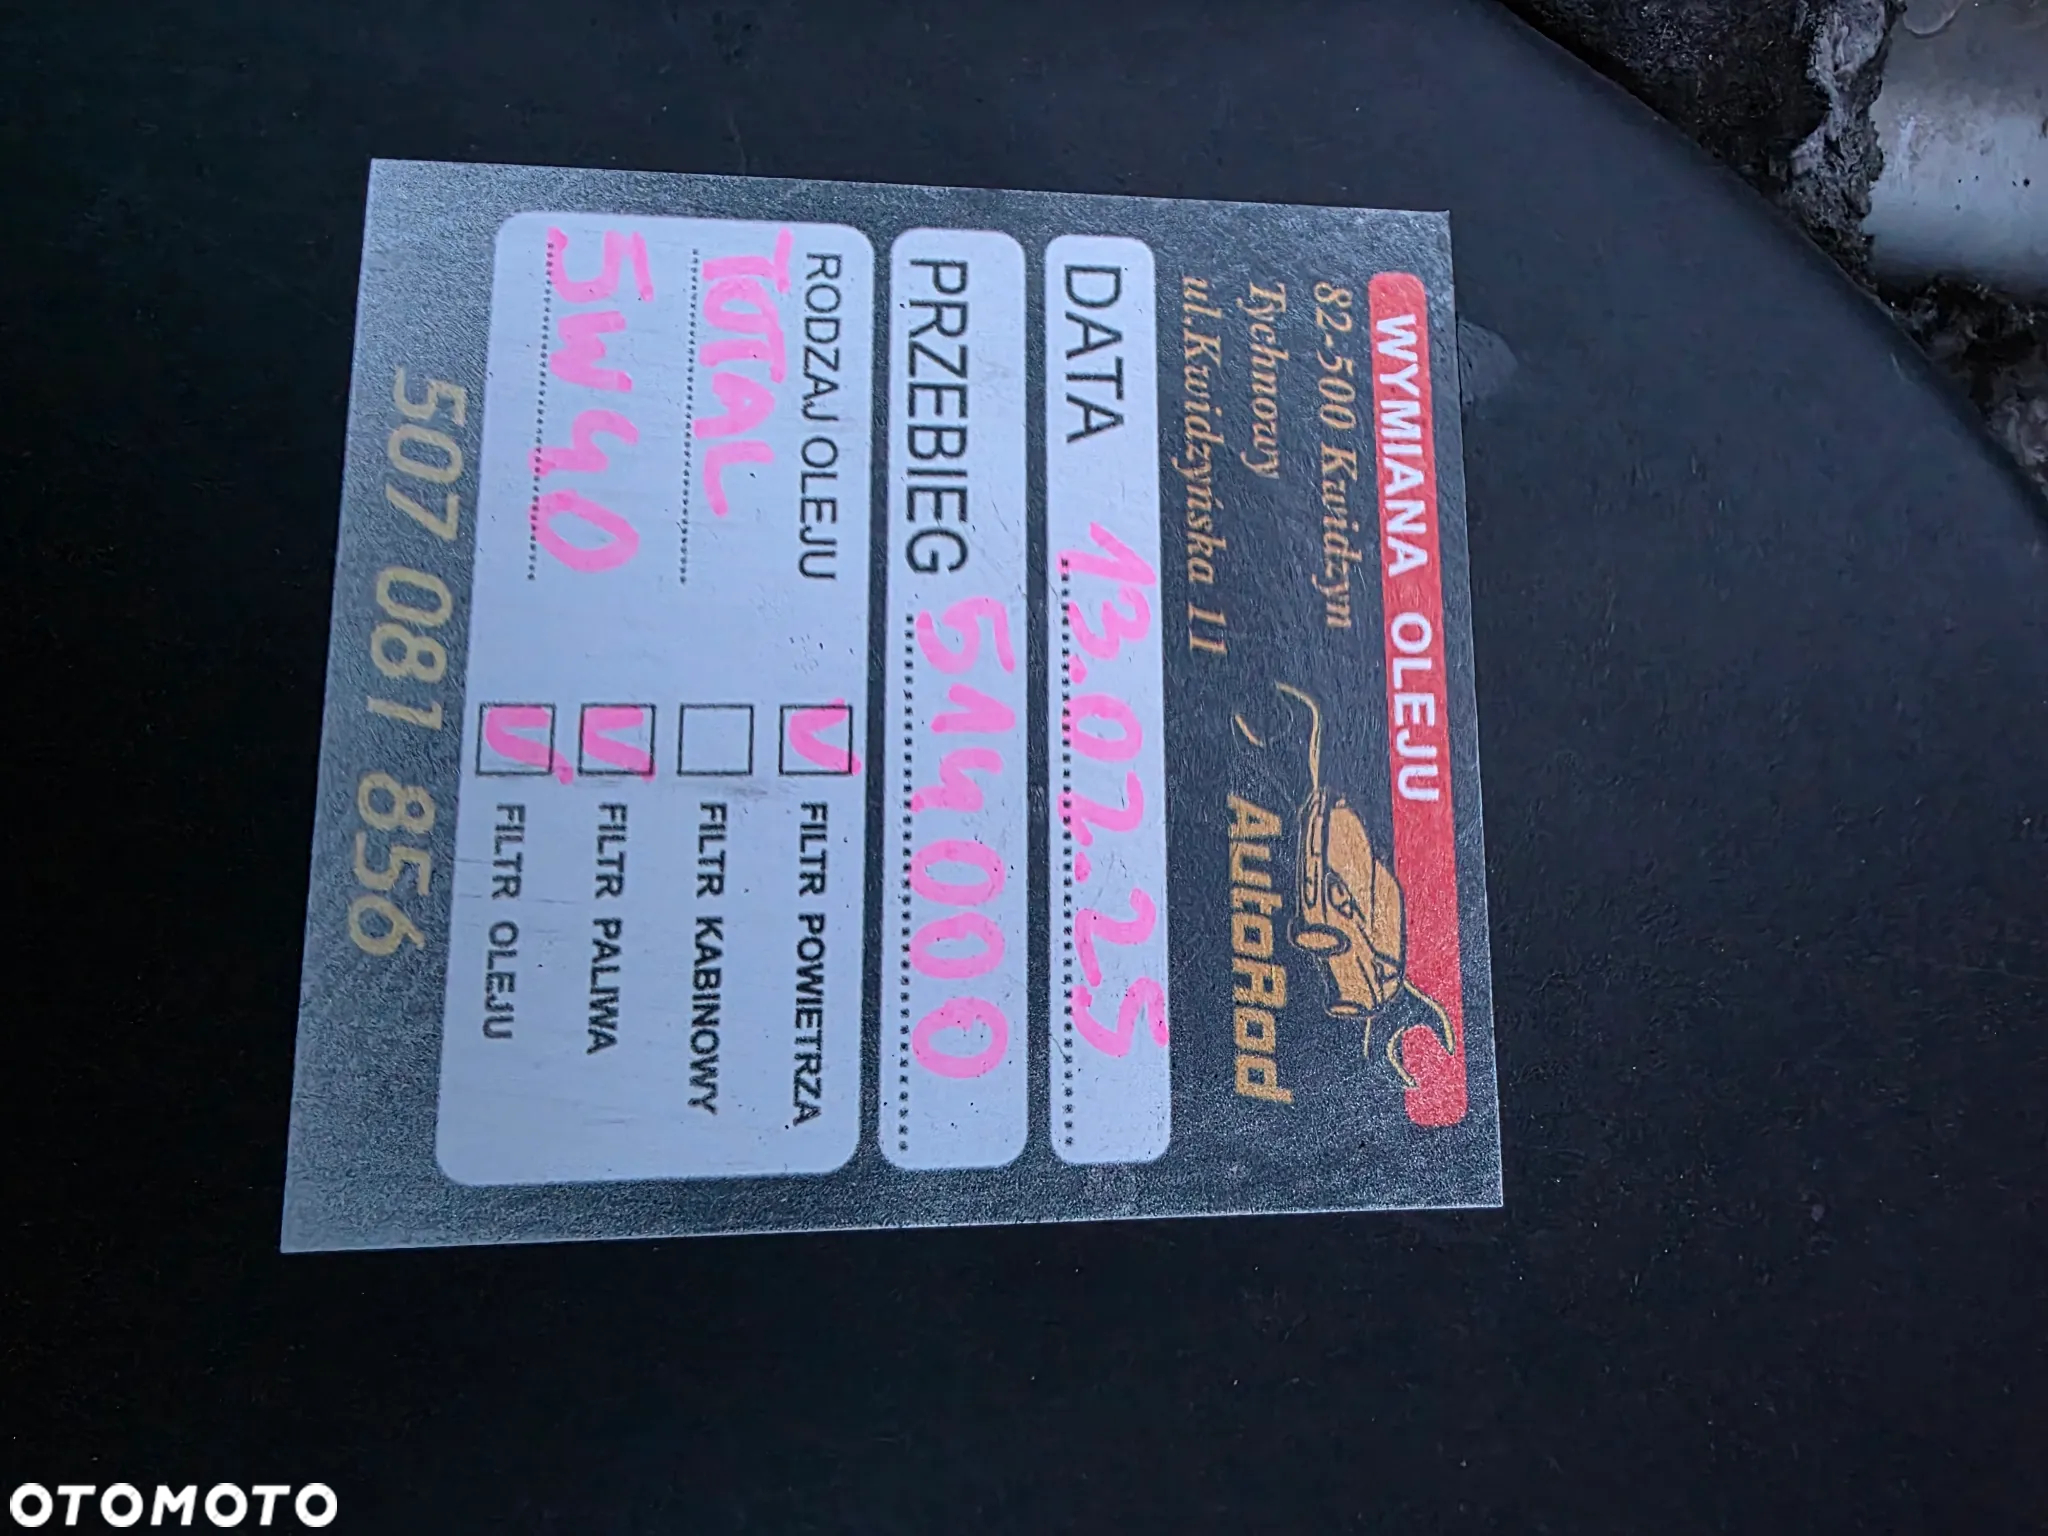 WYMIANA OLEJU
82-500 Kwidzyn
Tychnowy
ul.Kwidzyńska 11
AutoRod
DATA 13.02.25
PRZEBIEG 514000
RODZAJ OLEJU
TOTAL
5W40
V FILTR POWIETRZA
FILTR KABINOWY
V FILTR PALIWA
V FILTR OLEJU
507 081 856
OTOMOTO